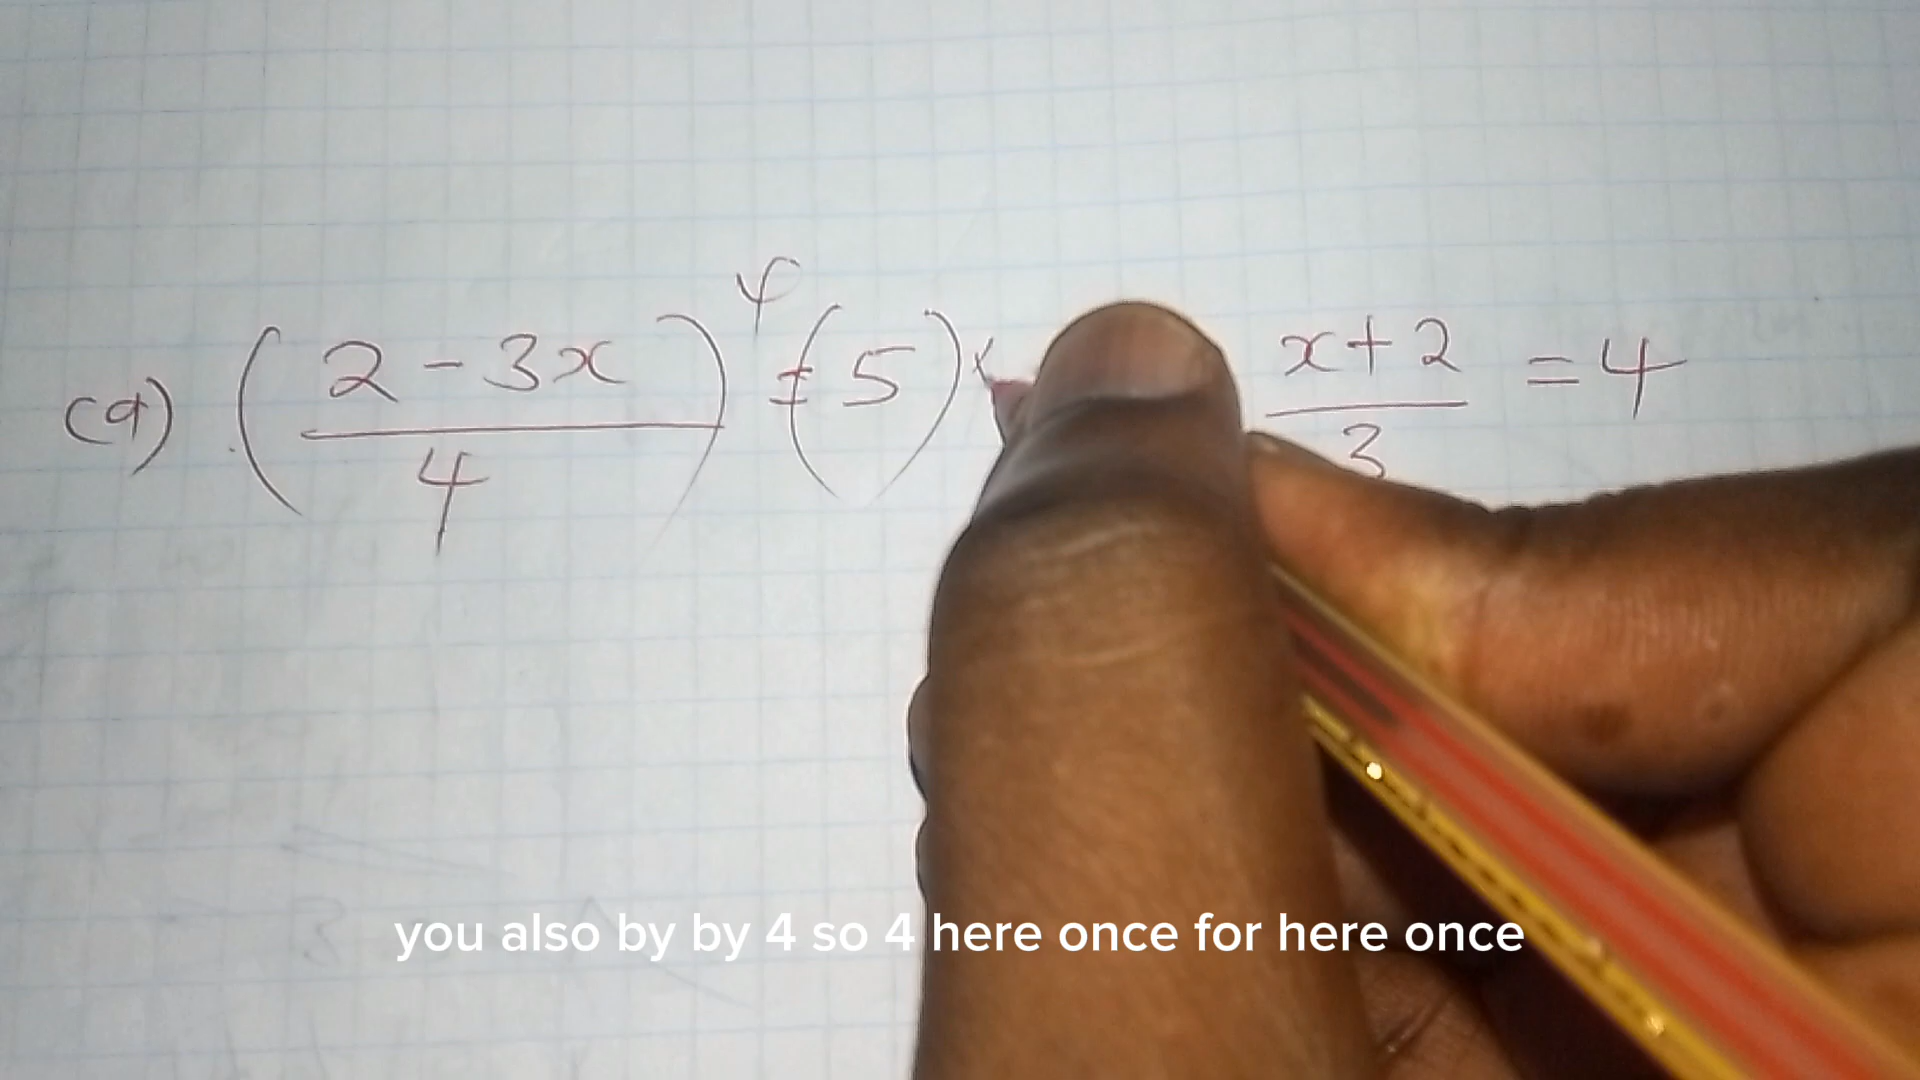 (a) (2 - 3x / 4) 4 = (5) x
x + 2 / 3 = 4
you also by by 4 so 4 here once for here once